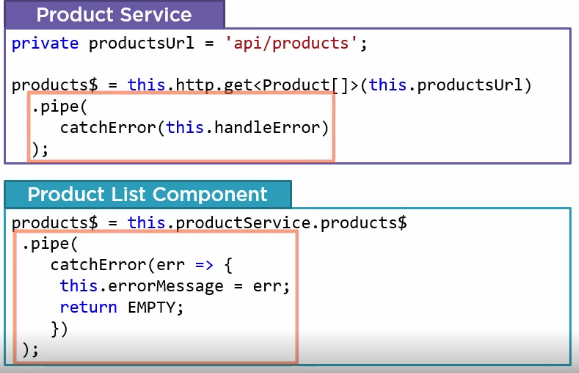 Product Service
private productsUrl = 'api/products';
products$ = this.http.get<Product[]>(this.productsUrl)
.pipe(
catchError(this.handleError)
);
Product List Component
products$ = this.productService.products$
.pipe(
catchError(err => {
this.errorMessage = err;
return EMPTY;
})
);